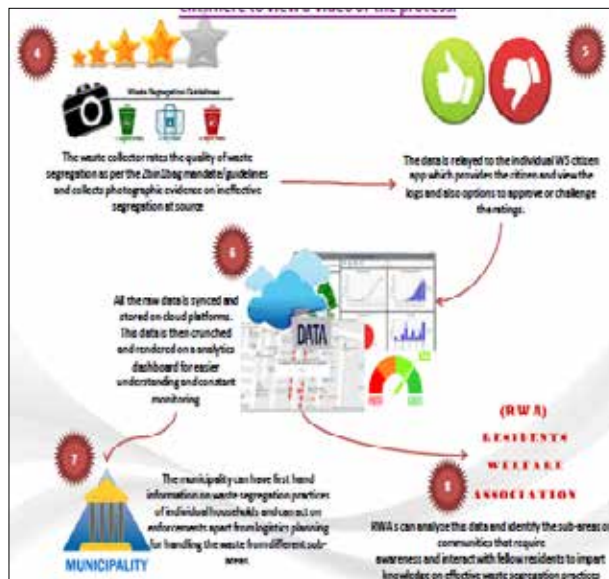 click here to view a video of the process.
4
Waste Segregation Guidelines
The waste collector rates the quality of waste
segregation as per the 2bin1bag mandate/guidelines
and collects photographic evidence on ineffective
segregation at source
5
The data is relayed to the individual WS citizen
app which provides the citizen and view the
logs and also options to approve or challenge
the ratings.
6
All the raw data is synced and
stored on cloud platforms.
This data is then crunched
and rendered on a analytics
dashboard for easier
understanding and constant
monitoring
DATA
7
MUNICIPALITY
The municipality can have first hand
information on waste segregation practices
of individual households and can act on
enforcements apart from logistics planning
for handling the waste from different sub-
areas
(RWA)
RESIDENTS
WELFARE
8
ASSOCIATION
RWA s can analyse this data and identify the sub-areas or
communities that require
awareness and interact with fellow residents to impart
knowledge on effective waste segregation practices